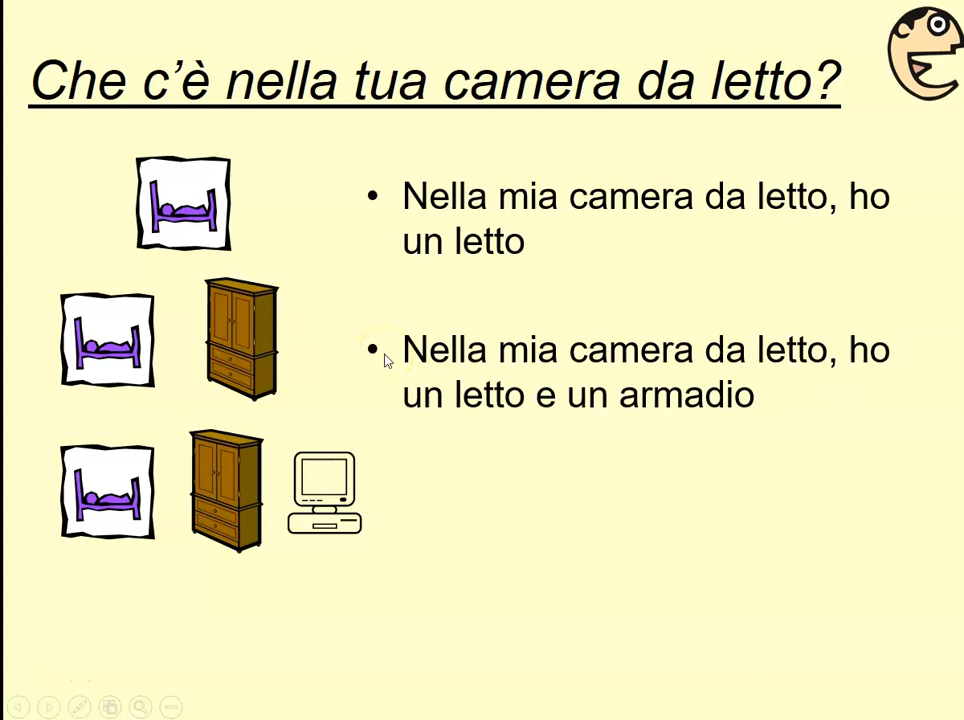 Che c’è nella tua camera da letto?
• Nella mia camera da letto, ho
un letto
• Nella mia camera da letto, ho
un letto e un armadio